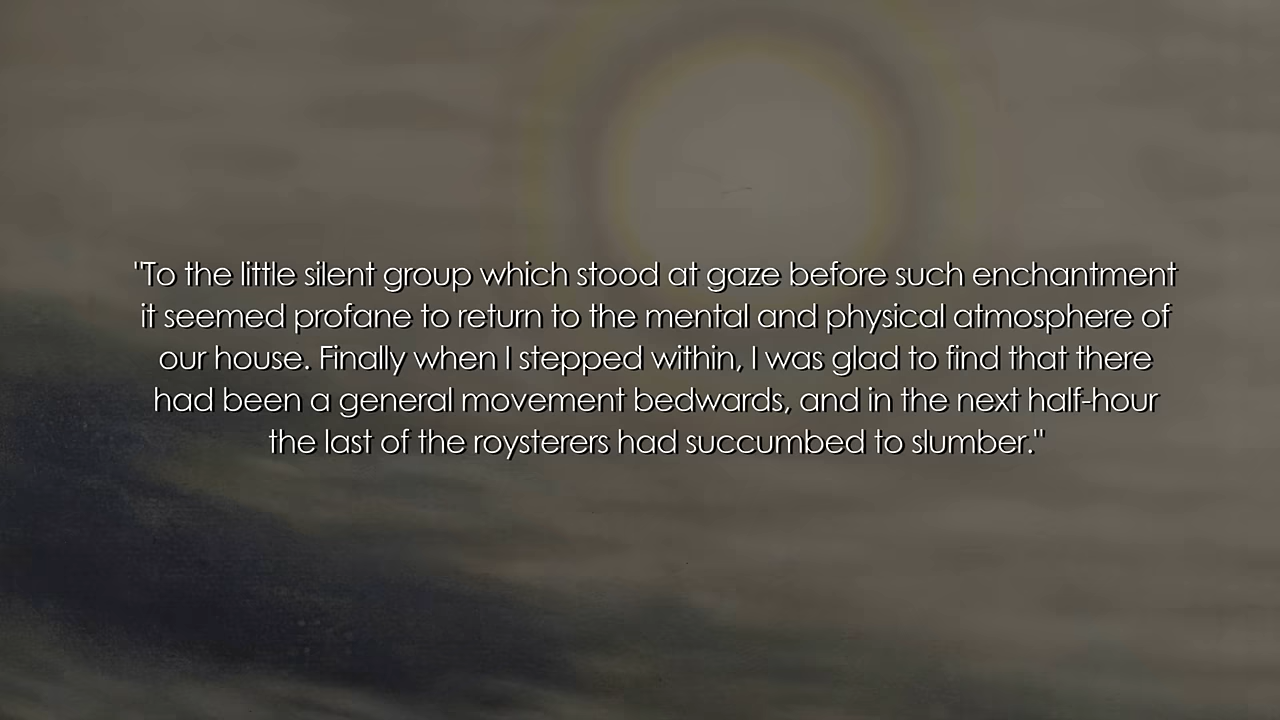 "To the little silent group which stood at gaze before such enchantment
it seemed profane to return to the mental and physical atmosphere of
our house. Finally when I stepped within, I was glad to find that there
had been a general movement bedwards, and in the next half-hour
the last of the roysterers had succumbed to slumber."